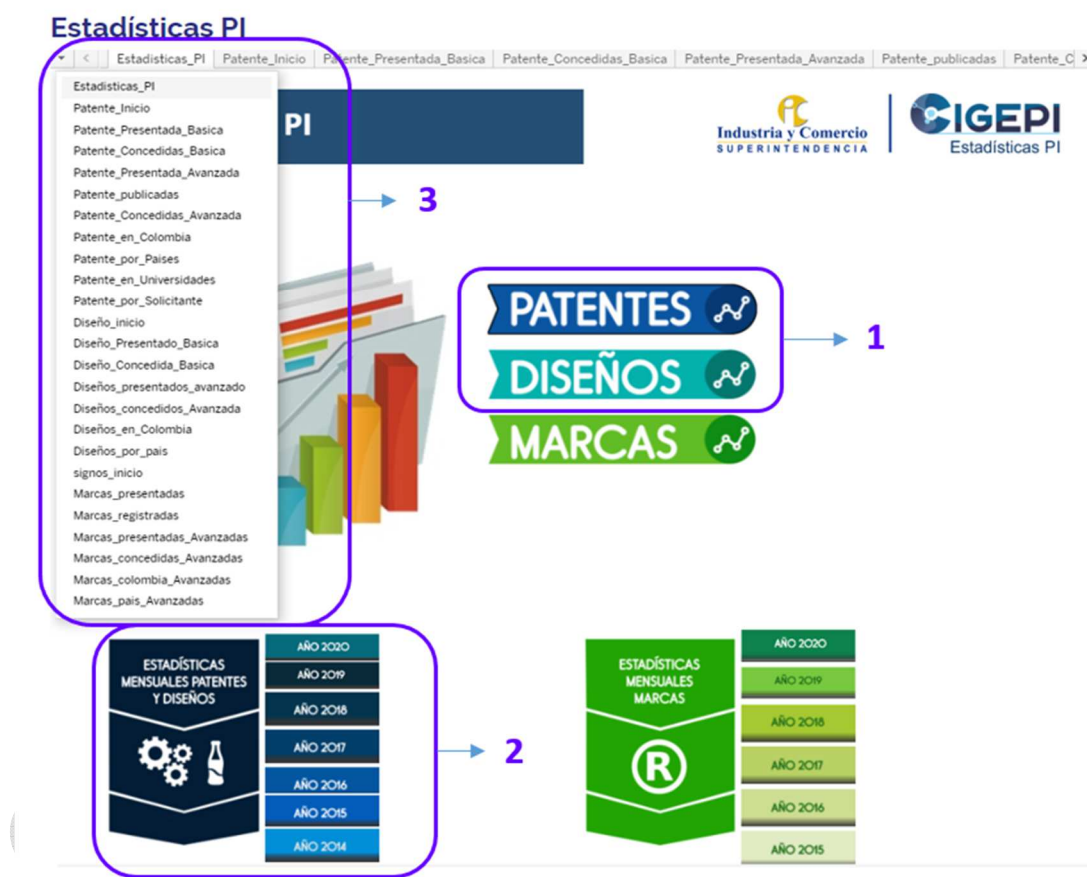 Estadísticas PI
Estadisticas_PI Patente_Inicio Patente_Presentada_Basica Patente_Concedidas_Basica Patente_Presentada_Avanzada Patente_publicadas Patente_C
Estadisticas_PI
Patente_Inicio
Patente_Presentada_Basica
Patente_Concedidas_Basica
Patente_Presentada_Avanzada
Patente_publicadas
Patente_Concedidas_Avanzada
Patente_en_Colombia
Patente_por_Paises
Patente_en_Universidades
Patente_por_Solicitante
Diseño_inicio
Diseño_Presentado_Basica
Diseño_Concedida_Basica
Diseños_presentados_avanzado
Diseños_concedidos_Avanzada
Diseños_en_Colombia
Diseños_por_pais
signos_inicio
Marcas_presentadas
Marcas_registradas
Marcas_presentadas_Avanzadas
Marcas_concedidas_Avanzadas
Marcas_colombia_Avanzadas
Marcas_pais_Avanzadas
PI
Industria y Comercio
SUPERINTENDENCIA
CIGEPI
Estadísticas PI
3
PATENTES
DISEÑOS
MARCAS
1
ESTADÍSTICAS
MENSUALES PATENTES
Y DISEÑOS
AÑO 2020
AÑO 2019
AÑO 2018
AÑO 2017
AÑO 2016
AÑO 2015
AÑO 2014
2
ESTADÍSTICAS
MENSUALES
MARCAS
R
AÑO 2020
AÑO 2019
AÑO 2018
AÑO 2017
AÑO 2016
AÑO 2015